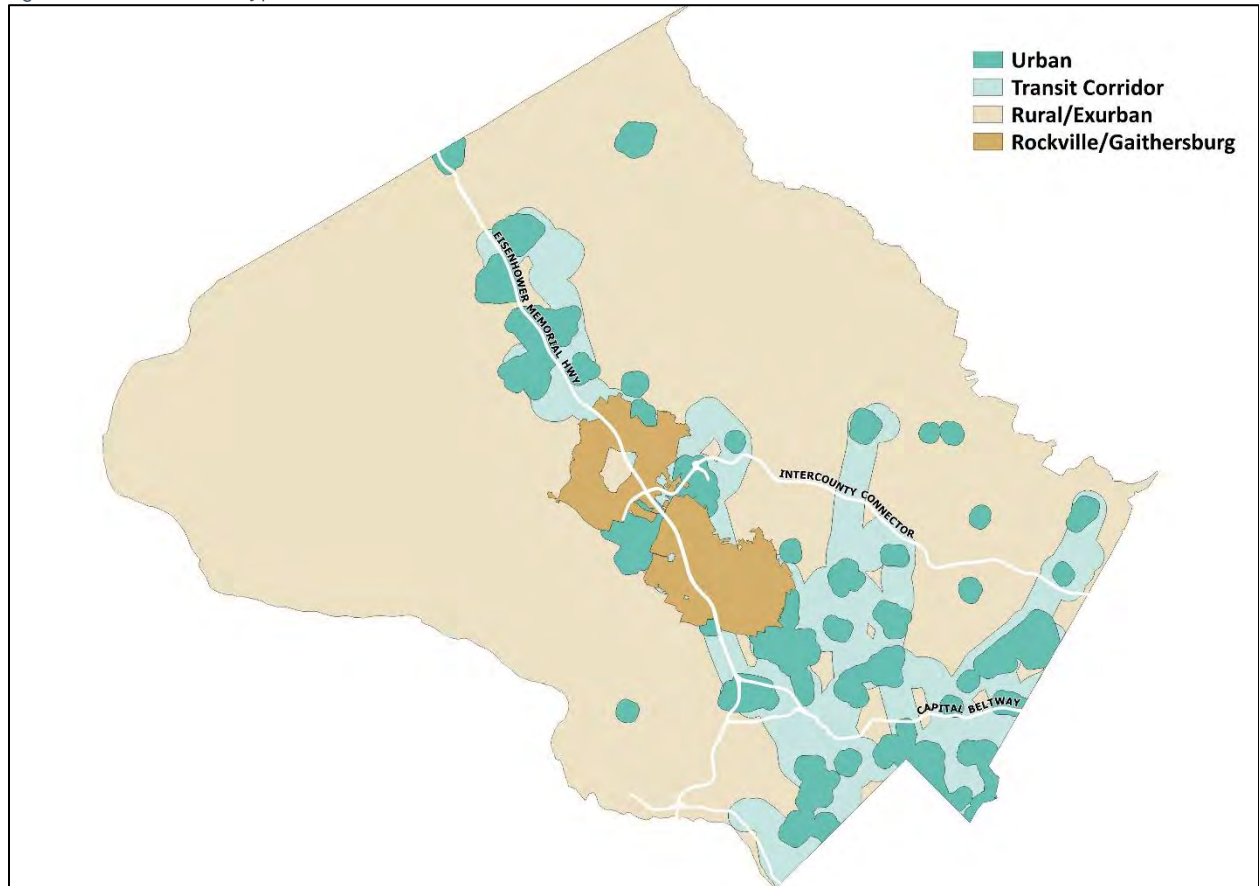 Urban
Transit Corridor
Rural/Exurban
Rockville/Gaithersburg
EISENHOWER MEMORIAL HWY
INTERCOUNTY CONNECTOR
CAPITAL BELTWAY